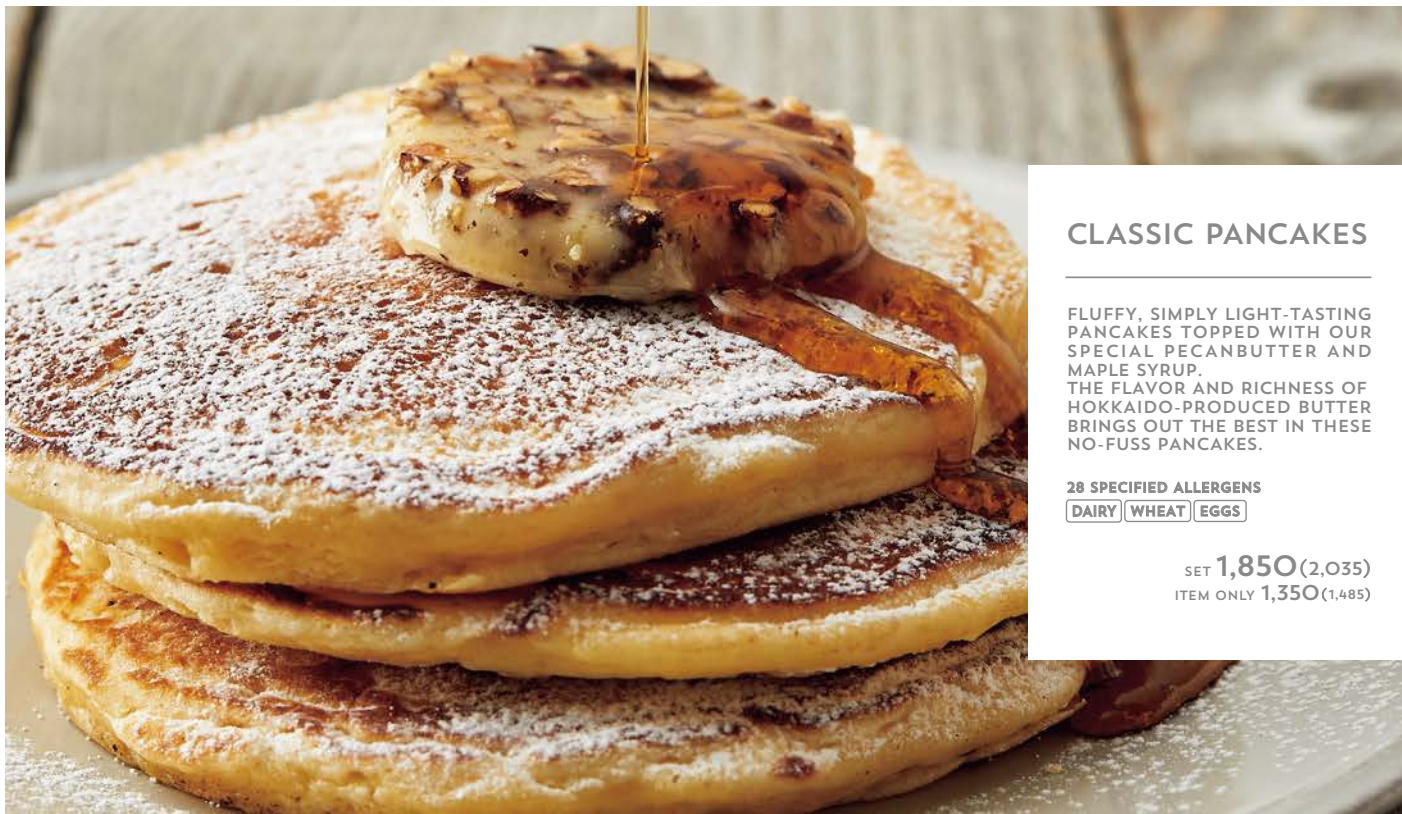 CLASSIC PANCAKES
FLUFFY, SIMPLY LIGHT-TASTING
PANCAKES TOPPED WITH OUR
SPECIAL PECANBUTTER AND
MAPLE SYRUP.
THE FLAVOR AND RICHNESS OF
HOKKAIDO-PRODUCED BUTTER
BRINGS OUT THE BEST IN THESE
NO-FUSS PANCAKES.
28 SPECIFIED ALLERGENS
DAIRY WHEAT EGGS
SET 1,850(2,035)
ITEM ONLY 1,350(1,485)